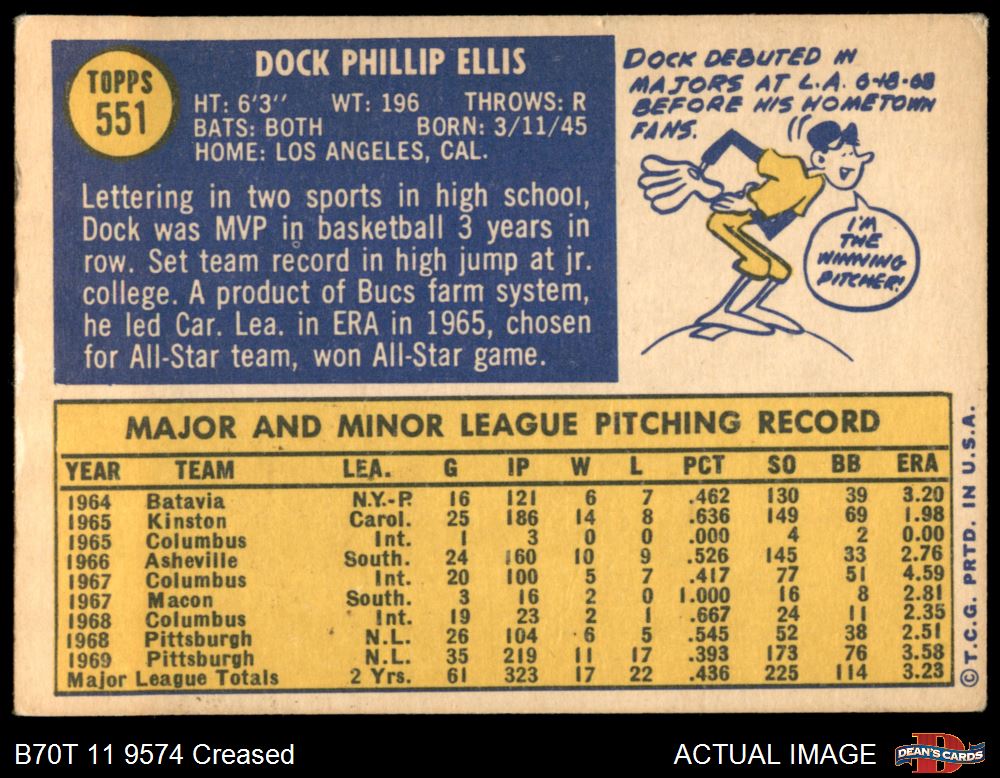 TOPPS
551
DOCK PHILLIP ELLIS
HT: 6'3'' WT: 196 THROWS: R
BATS: BOTH BORN: 3/11/45
HOME: LOS ANGELES, CAL.
Lettering in two sports in high school,
Dock was MVP in basketball 3 years in
row. Set team record in high jump at jr.
college. A product of Bucs farm system,
he led Car. Lea. in ERA in 1965, chosen
for All-Star team, won All-Star game.
DOCK DEBUTED IN
MAJORS AT L.A. 6-18-68
BEFORE HIS HOMETOWN
FANS.
I'M
THE
WINNING
PITCHER!
MAJOR AND MINOR LEAGUE PITCHING RECORD
YEAR TEAM LEA. G IP W L PCT SO BB ERA
1964 Batavia N.Y.-P. 16 121 6 7 .462 130 39 3.20
1965 Kinston Carol. 25 186 14 8 .636 149 69 1.98
1965 Columbus Int. 1 3 0 0 .000 4 2 0.00
1966 Asheville South. 24 160 10 9 .526 145 33 2.76
1967 Columbus Int. 20 100 5 7 .417 77 51 4.59
1967 Macon South. 3 16 2 0 1.000 16 8 2.81
1968 Columbus Int. 19 23 2 1 .667 24 11 2.35
1968 Pittsburgh N.L. 26 104 6 5 .545 52 38 2.51
1969 Pittsburgh N.L. 35 219 11 17 .393 173 76 3.58
Major League Totals 2 Yrs. 61 323 17 22 .436 225 114 3.23
©T.C.G. PRTD. IN U.S.A.
B70T 11 9574 Creased
ACTUAL IMAGE
D
DEAN'S CARDS